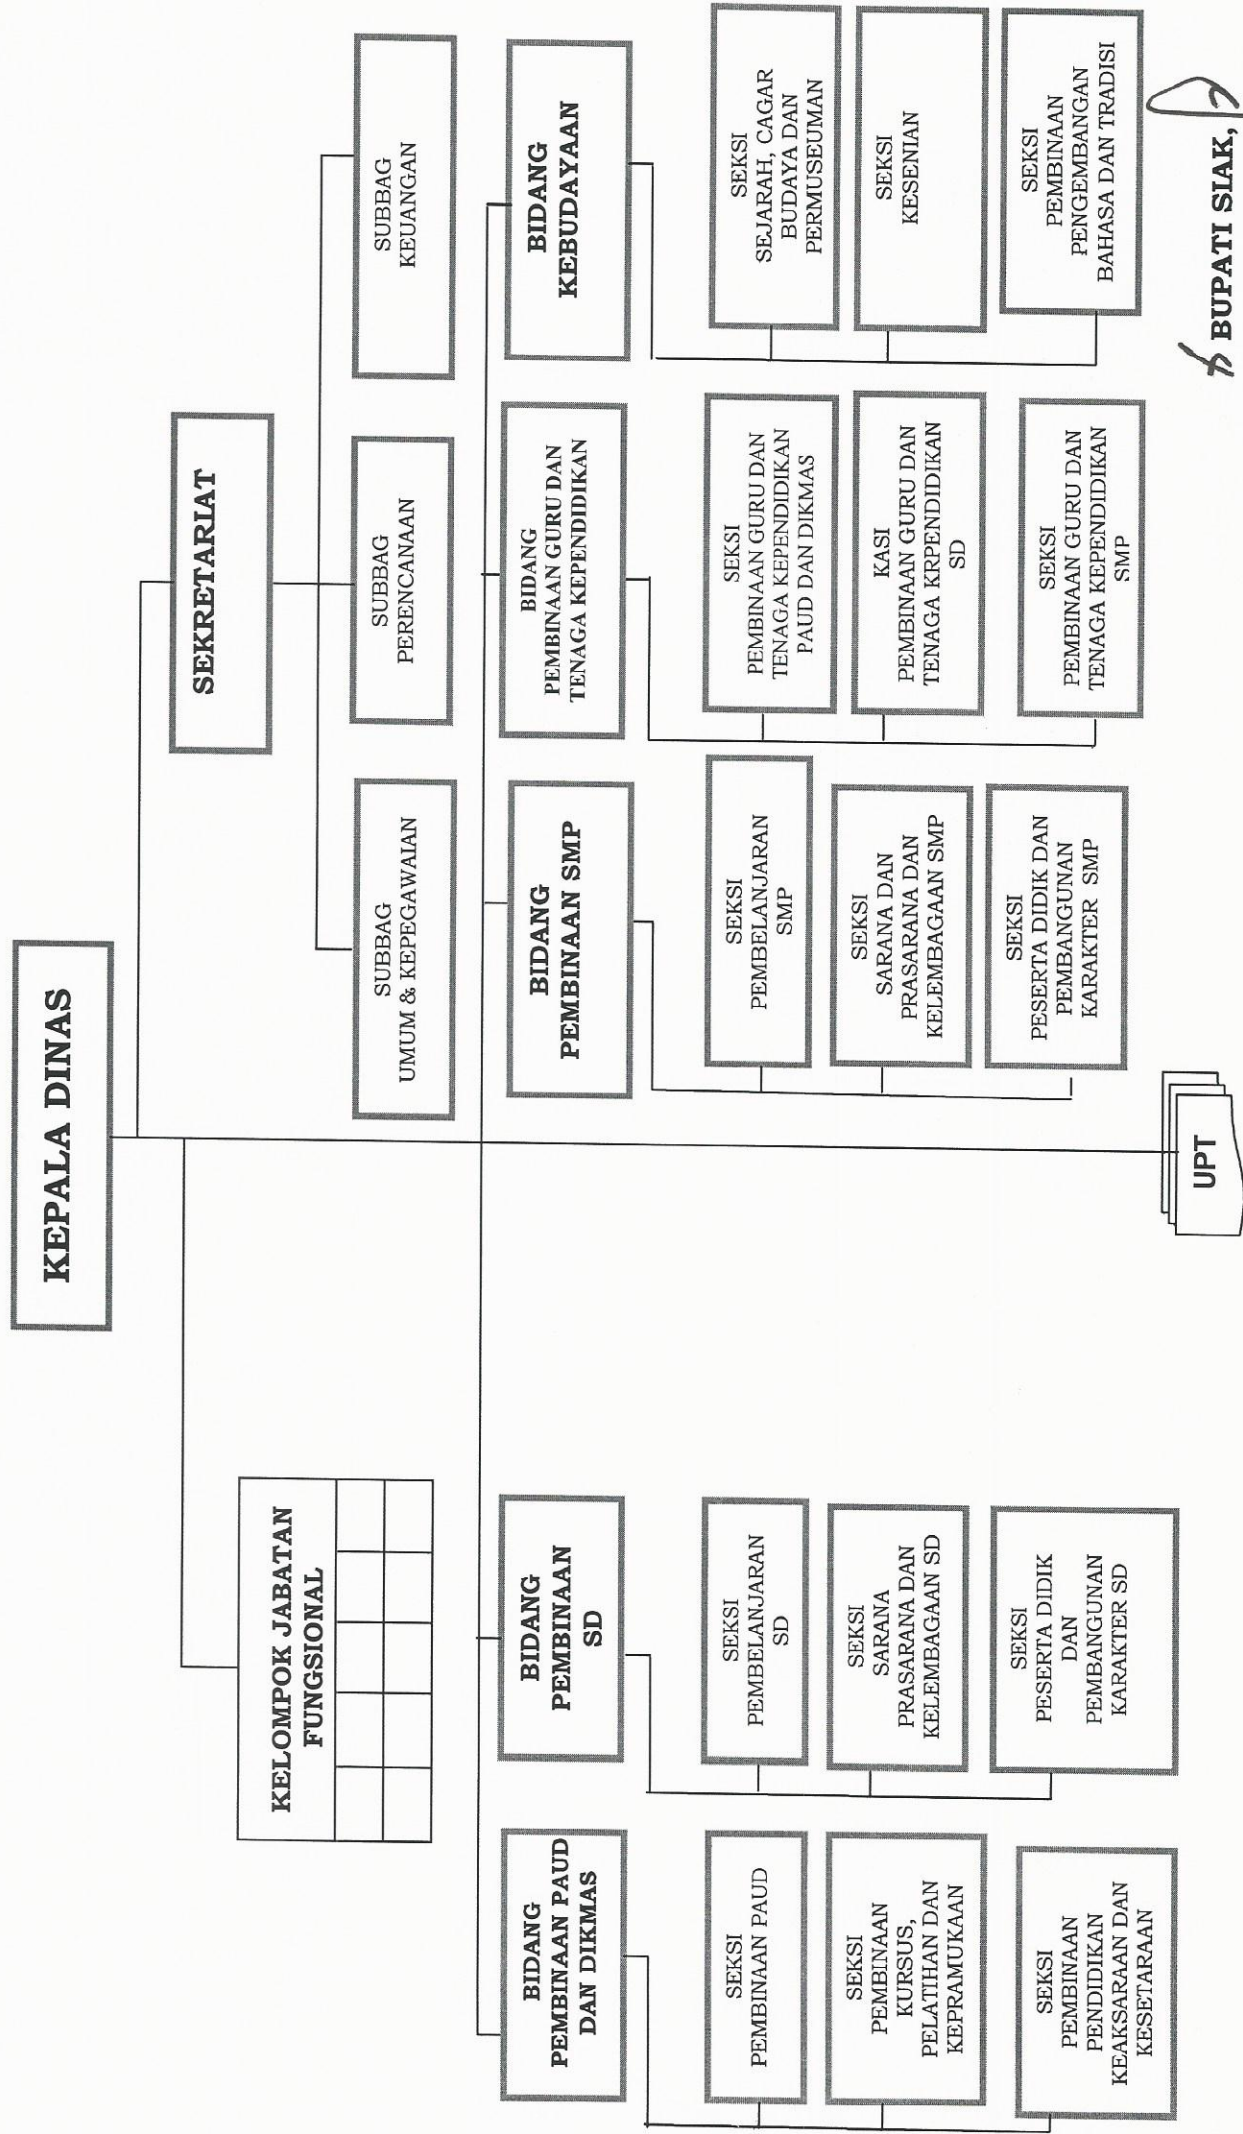 KEPALA DINAS
SEKRETARIAT
KELOMPOK JABATAN
FUNGSIONAL
SUBBAG
UMUM & KEPEGAWAIAN
SUBBAG
PERENCANAAN
SUBBAG
KEUANGAN
BIDANG
PEMBINAAN PAUD
DAN DIKMAS
BIDANG
PEMBINAAN
SD
BIDANG
PEMBINAAN SMP
BIDANG
PEMBINAAN GURU DAN
TENAGA KEPENDIDIKAN
BIDANG
KEBUDAYAAN
SEKSI
PEMBINAAN PAUD
SEKSI
PEMBINAAN
KURSUS,
PELATIHAN DAN
KEPRAMUKAAN
SEKSI
PEMBINAAN
PENDIDIKAN
KEAKSARAAN DAN
KESETARAAN
SEKSI
PEMBELANJARAN
SD
SEKSI
SARANA
PRASARANA DAN
KELEMBAGAAN SD
SEKSI
PESERTA DIDIK
DAN
PEMBANGUNAN
KARAKTER SD
SEKSI
PEMBELANJARAN
SMP
SEKSI
SARANA DAN
PRASARANA DAN
KELEMBAGAAN SMP
SEKSI
PESERTA DIDIK DAN
PEMBANGUNAN
KARAKTER SMP
SEKSI
PEMBINAAN GURU DAN
TENAGA KEPENDIDIKAN
PAUD DAN DIKMAS
KASI
PEMBINAAN GURU DAN
TENAGA KRPENDIDIKAN
SD
SEKSI
PEMBINAAN GURU DAN
TENAGA KEPENDIDIKAN
SMP
SEKSI
SEJARAH, CAGAR
BUDAYA DAN
PERMUSEUMAN
SEKSI
KESENIAN
SEKSI
PEMBINAAN
PENGEMBANGAN
BAHASA DAN TRADISI
UPT
BUPATI SIAK,